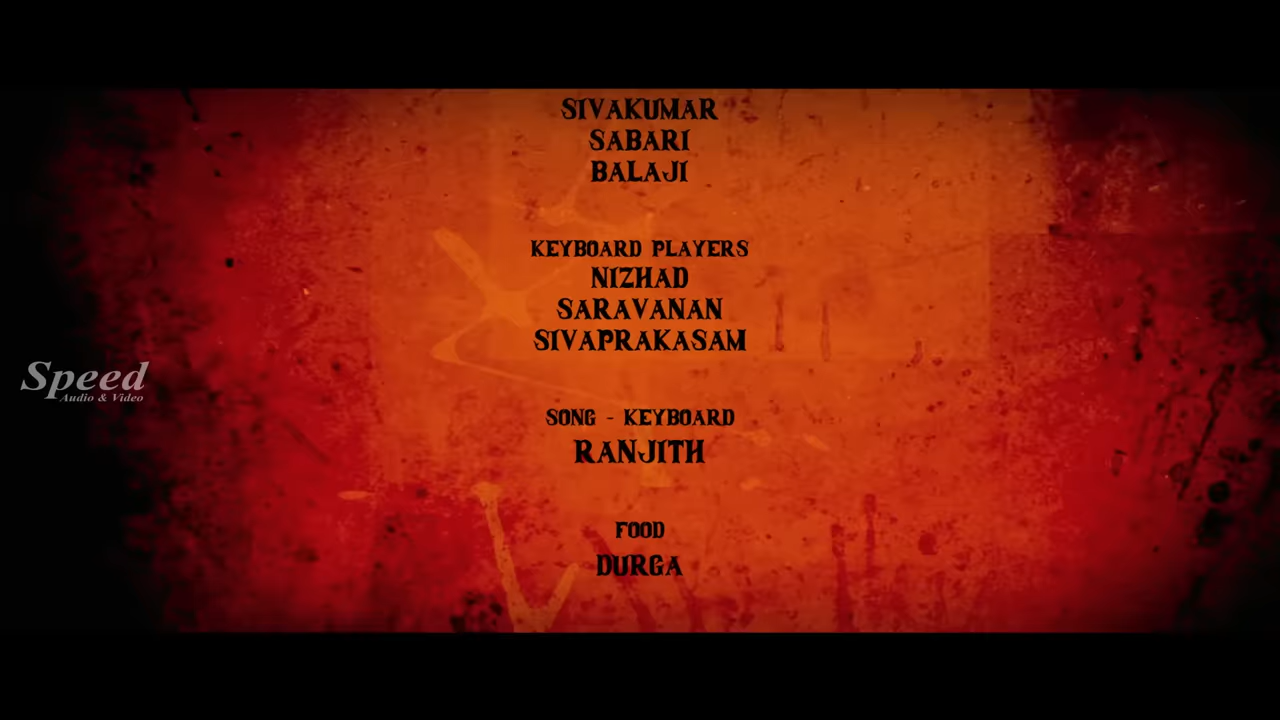 SIVAKUMAR
SABARI
BALAJI
KEYBOARD PLAYERS
NIZHAD
SARAVANAN
SIVAPRAKASAM
Speed
Audio & Video
SONG - KEYBOARD
RANJITH
FOOD
DURGA